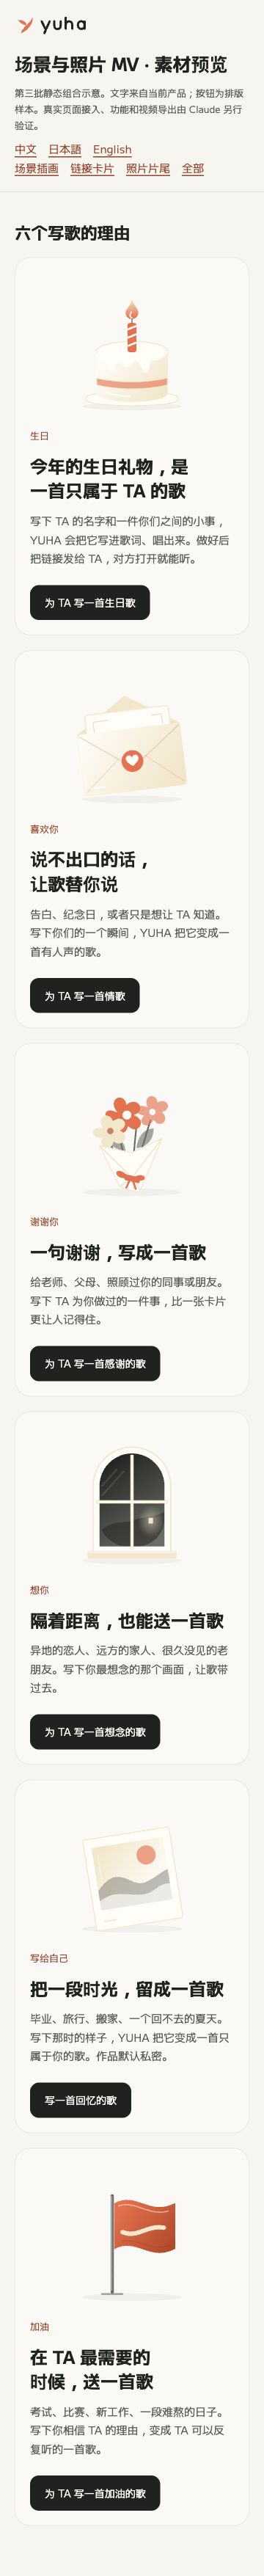 yuha
场景与照片 MV · 素材预览
第三批静态组合示意。文字来自当前产品；按钮为排版
样本。真实页面接入、功能和视频导出由 Claude 另行
验证。
中文 日本語 English
场景插画 链接卡片 照片片尾 全部
六个写歌的理由
生日
今年的生日礼物，是
一首只属于 TA 的歌
写下 TA 的名字和一件你们之间的小事，
YUHA 会把它写进歌词、唱出来。做好后
把链接发给 TA，对方打开就能听。
为 TA 写一首生日歌
喜欢你
说不出口的话，
让歌替你说
告白、纪念日，或者只是想让 TA 知道。
写下你们的一个瞬间，YUHA 把它变成一
首有人声的歌。
为 TA 写一首情歌
谢谢你
一句谢谢，写成一首歌
给老师、父母、照顾过你的同事或朋友。
写下 TA 为你做过的一件事，比一张卡片
更让人记得住。
为 TA 写一首感谢的歌
想你
隔着距离，也能送一首歌
异地的恋人、远方的家人、很久没见的老
朋友。写下你最想念的那个画面，让歌带
过去。
为 TA 写一首想念的歌
写给自己
把一段时光，留成一首歌
毕业、旅行、搬家、一个回不去的夏天。
写下那时的样子，YUHA 把它变成一首只
属于你的歌。作品默认私密。
写一首回忆的歌
加油
在 TA 最需要的
时候，送一首歌
考试、比赛、新工作、一段难熬的日子。
写下你相信 TA 的理由，变成 TA 可以反
复听的一首歌。
为 TA 写一首加油的歌